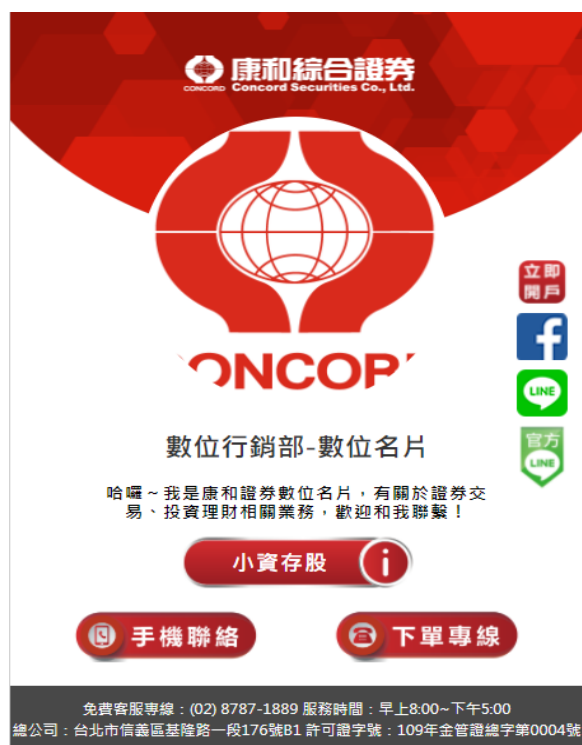 康和綜合證券
CONCORD Concord Securities Co., Ltd.
立即
開戶
LINE
官方
LINE
數位行銷部-數位名片
哈囉~我是康和證券數位名片，有關於證券交
易、投資理財相關業務，歡迎和我聯繫！
小資存股 i
手機聯絡
下單專線
免費客服專線：(02) 8787-1889 服務時間：早上8:00~下午5:00
總公司：台北市信義區基隆路一段176號B1 許可證字號：109年金管證總字第0004號